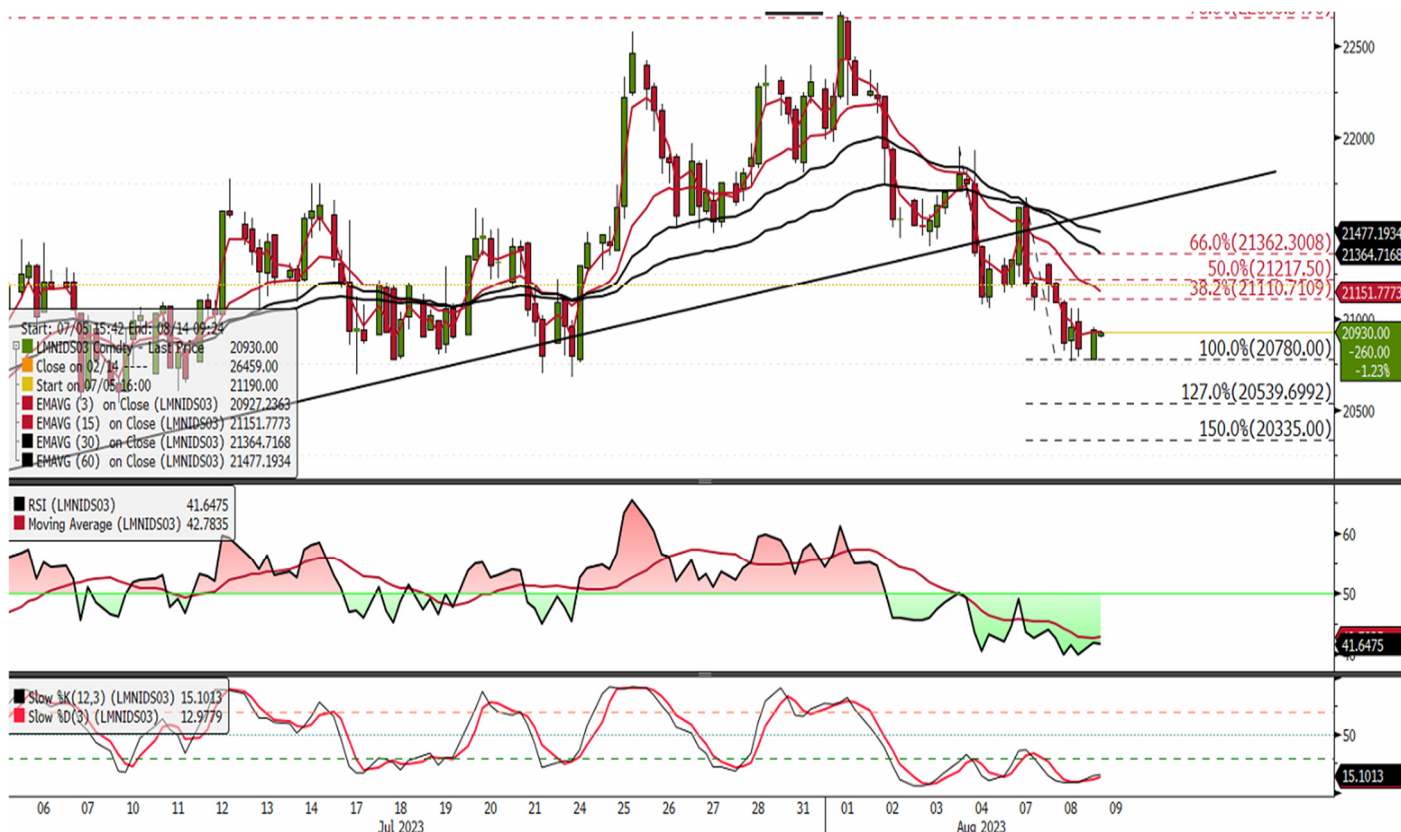 22500
22000
21477.1934
66.0%(21362.3008)
21364.7168
50.0%(21217.50)
38.2%(21110.7109)
21151.7773
21000
Start: 07/05 15:42 End: 08/14 09:24
LMNIDS03 Comdty - Last Price 20930.00
Close on 02/14 ---- 26459.00
Start on 07/05 16:00 21190.00
EMAVG (3) on Close (LMNIDS03) 20927.2363
EMAVG (15) on Close (LMNIDS03) 21151.7773
EMAVG (30) on Close (LMNIDS03) 21364.7168
EMAVG (60) on Close (LMNIDS03) 21477.1934
20930.00
-260.00
-1.23%
100.0%(20780.00)
127.0%(20539.6992)
20500
150.0%(20335.00)
RSI (LMNIDS03) 41.6475
Moving Average (LMNIDS03) 42.7835
60
50
41.6475
Slow %K(12,3) (LMNIDS03) 15.1013
Slow %D(3) (LMNIDS03) 12.9779
50
15.1013
06 07 10 11 12 13 14 17 18 19 20 21 24 25 26 27 28 31 01 02 03 04 07 08 09
Jul 2023 Aug 2023